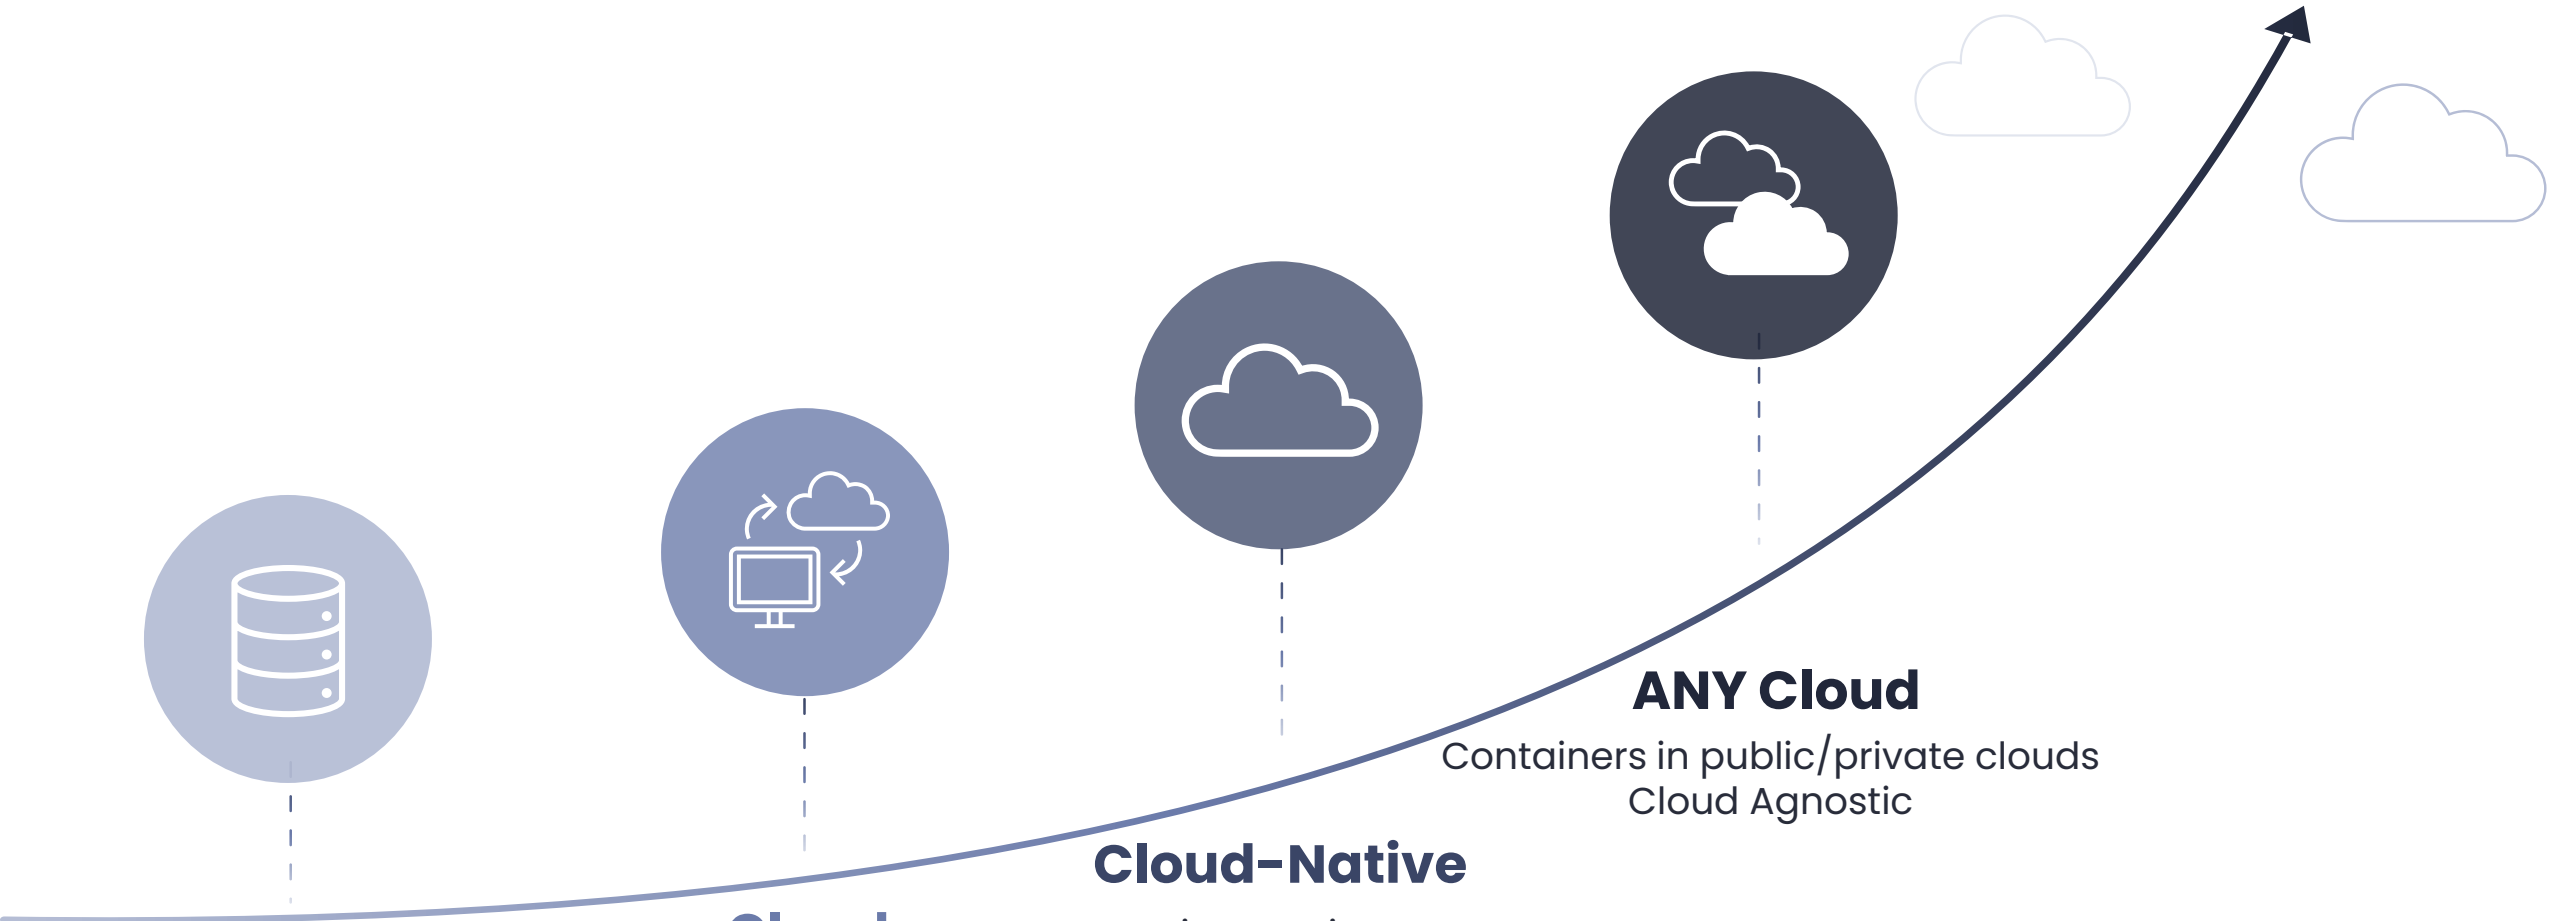 ANY Cloud
Containers in public/private clouds
Cloud Agnostic
Cloud-Native